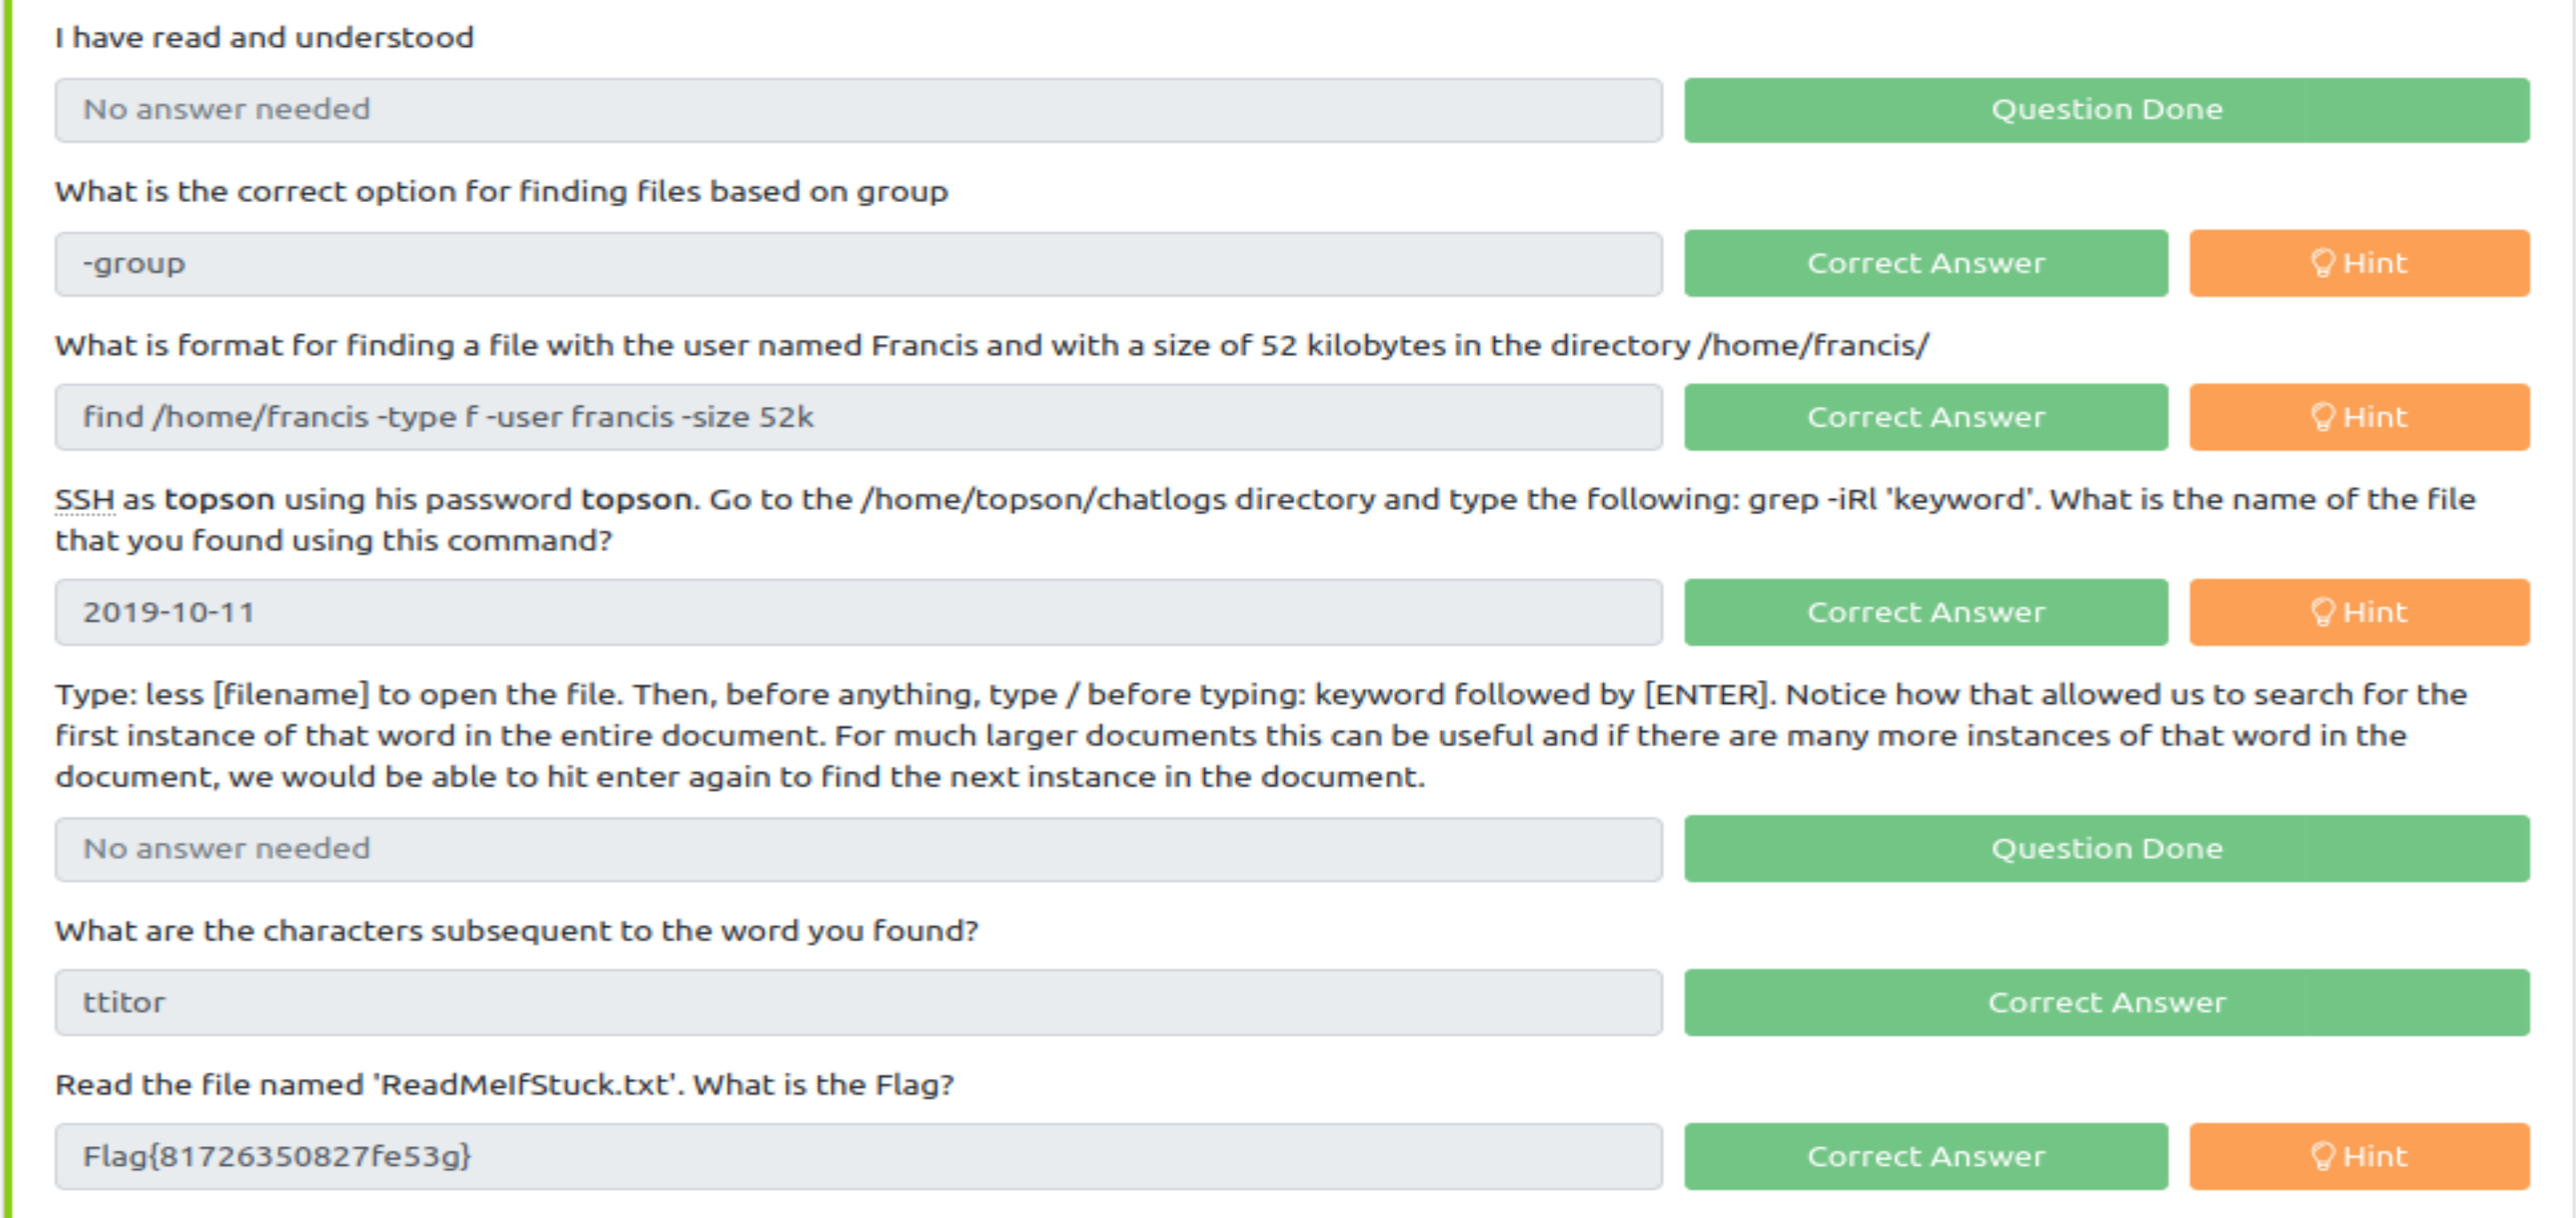 I have read and understood
No answer needed
Question Done
What is the correct option for finding files based on group
-group
Correct Answer
Hint
What is format for finding a file with the user named Francis and with a size of 52 kilobytes in the directory /home/francis/
find /home/francis -type f -user francis -size 52k
Correct Answer
Hint
SSH as topson using his password topson. Go to the /home/topson/chatlogs directory and type the following: grep -iRl 'keyword'. What is the name of the file
that you found using this command?
2019-10-11
Correct Answer
Hint
Type: less [filename] to open the file. Then, before anything, type / before typing: keyword followed by [ENTER]. Notice how that allowed us to search for the
first instance of that word in the entire document. For much larger documents this can be useful and if there are many more instances of that word in the
document, we would be able to hit enter again to find the next instance in the document.
No answer needed
Question Done
What are the characters subsequent to the word you found?
ttitor
Correct Answer
Read the file named 'ReadMeIfStuck.txt'. What is the Flag?
Flag{81726350827fe53g}
Correct Answer
Hint